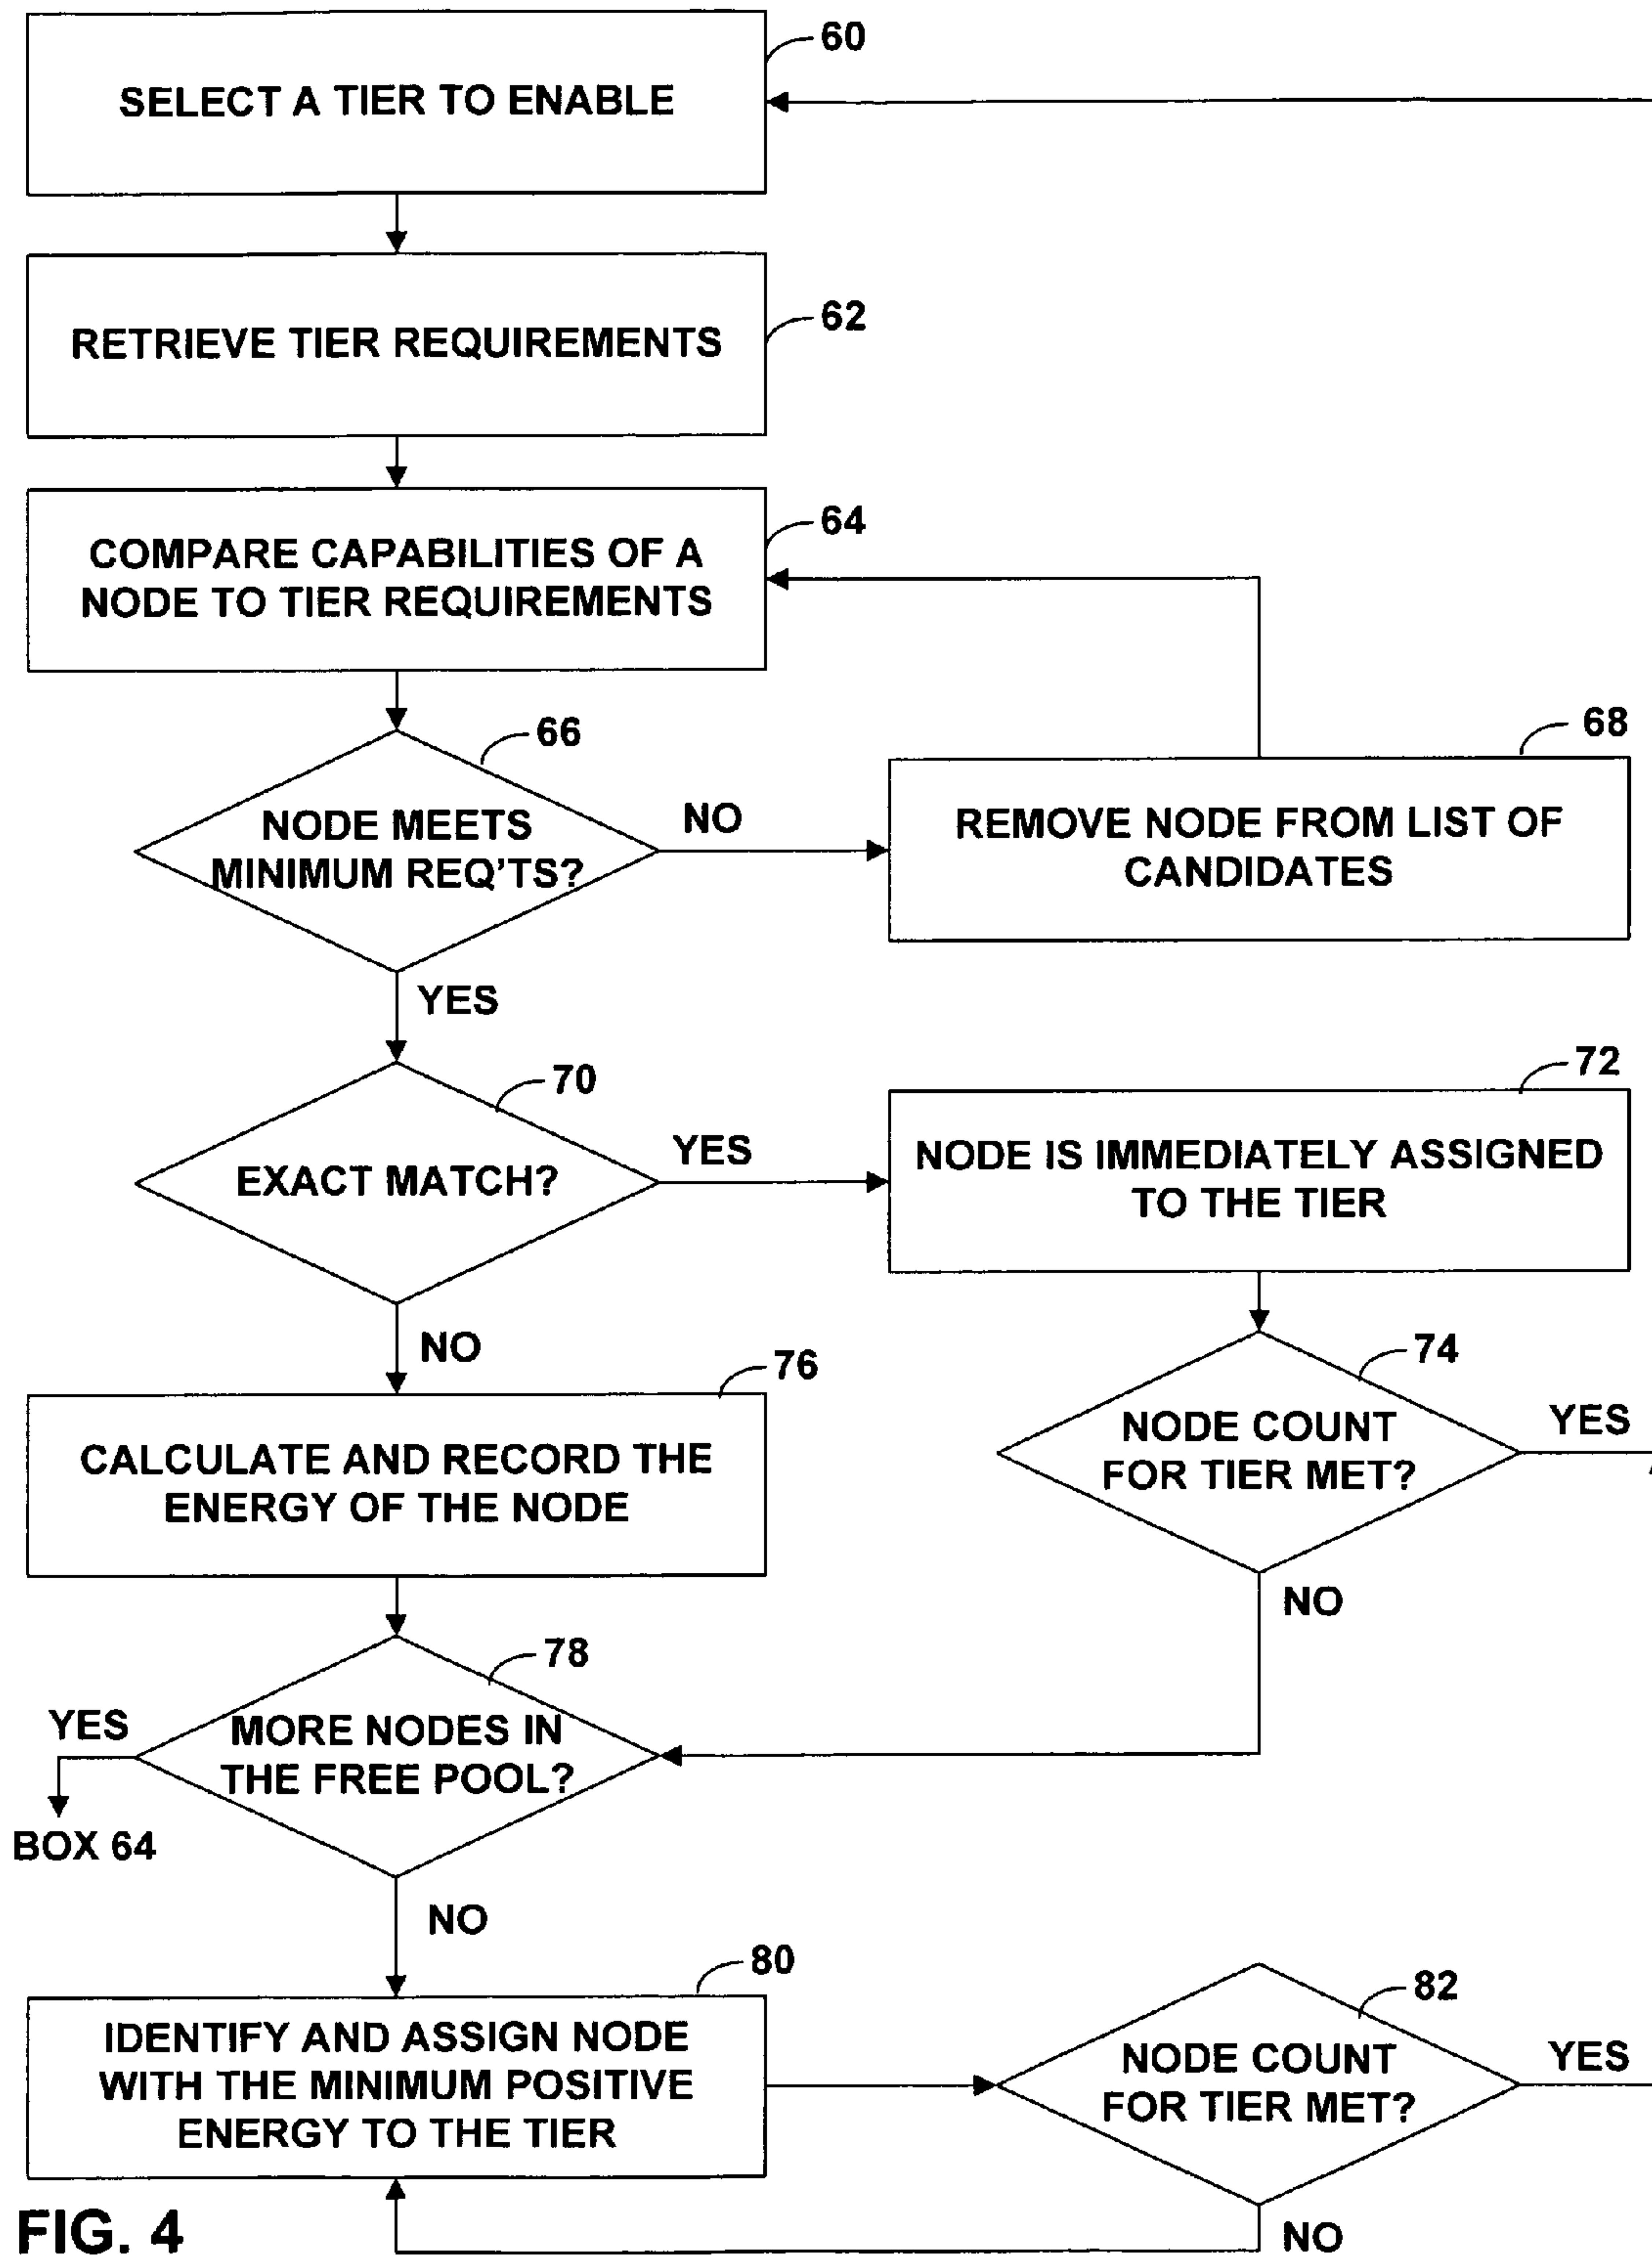 60
SELECT A TIER TO ENABLE
62
RETRIEVE TIER REQUIREMENTS
64
COMPARE CAPABILITIES OF A
NODE TO TIER REQUIREMENTS
66
NODE MEETS
MINIMUM REQ'TS?
NO
68
REMOVE NODE FROM LIST OF
CANDIDATES
YES
70
EXACT MATCH?
YES
72
NODE IS IMMEDIATELY ASSIGNED
TO THE TIER
NO
74
NODE COUNT
FOR TIER MET?
YES
NO
76
CALCULATE AND RECORD THE
ENERGY OF THE NODE
78
MORE NODES IN
THE FREE POOL?
YES
BOX 64
NO
80
IDENTIFY AND ASSIGN NODE
WITH THE MINIMUM POSITIVE
ENERGY TO THE TIER
82
NODE COUNT
FOR TIER MET?
YES
NO
FIG. 4